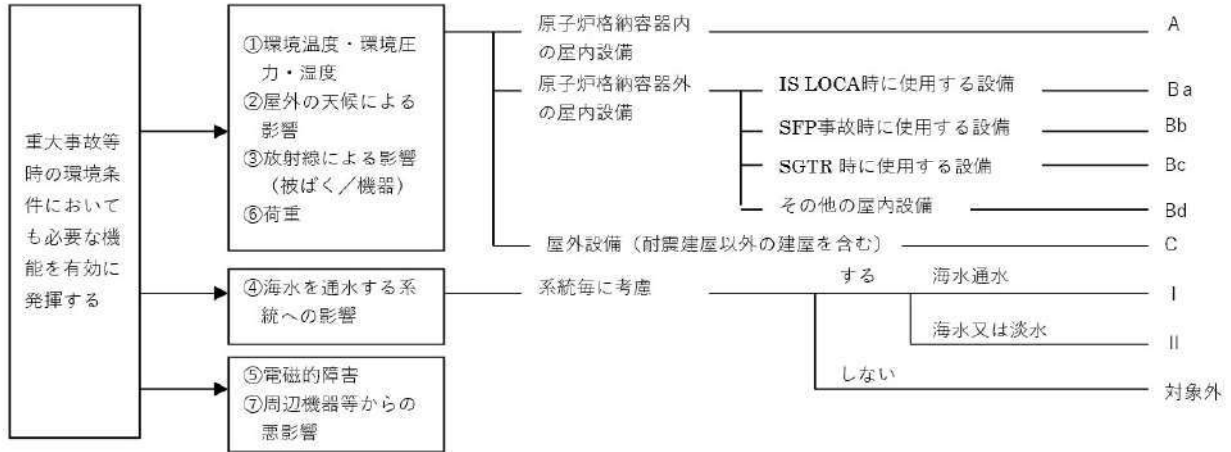 重大事故等
時の環境条
件において
も必要な機
能を有効に
発揮する
①環境温度・環境圧
力・湿度
②屋外の天候による
影響
③放射線による影響
（被ばく／機器）
⑥荷重
原子炉格納容器内
の屋内設備
A
原子炉格納容器外
の屋内設備
IS LOCA時に使用する設備
Ba
SFP事故時に使用する設備
Bb
SGTR 時に使用する設備
Bc
その他の屋内設備
Bd
屋外設備（耐震建屋以外の建屋を含む）
C
④海水を通水する系
統への影響
系統毎に考慮
する
海水通水
I
海水又は淡水
II
しない
対象外
⑤電磁的障害
⑦周辺機器等からの
悪影響